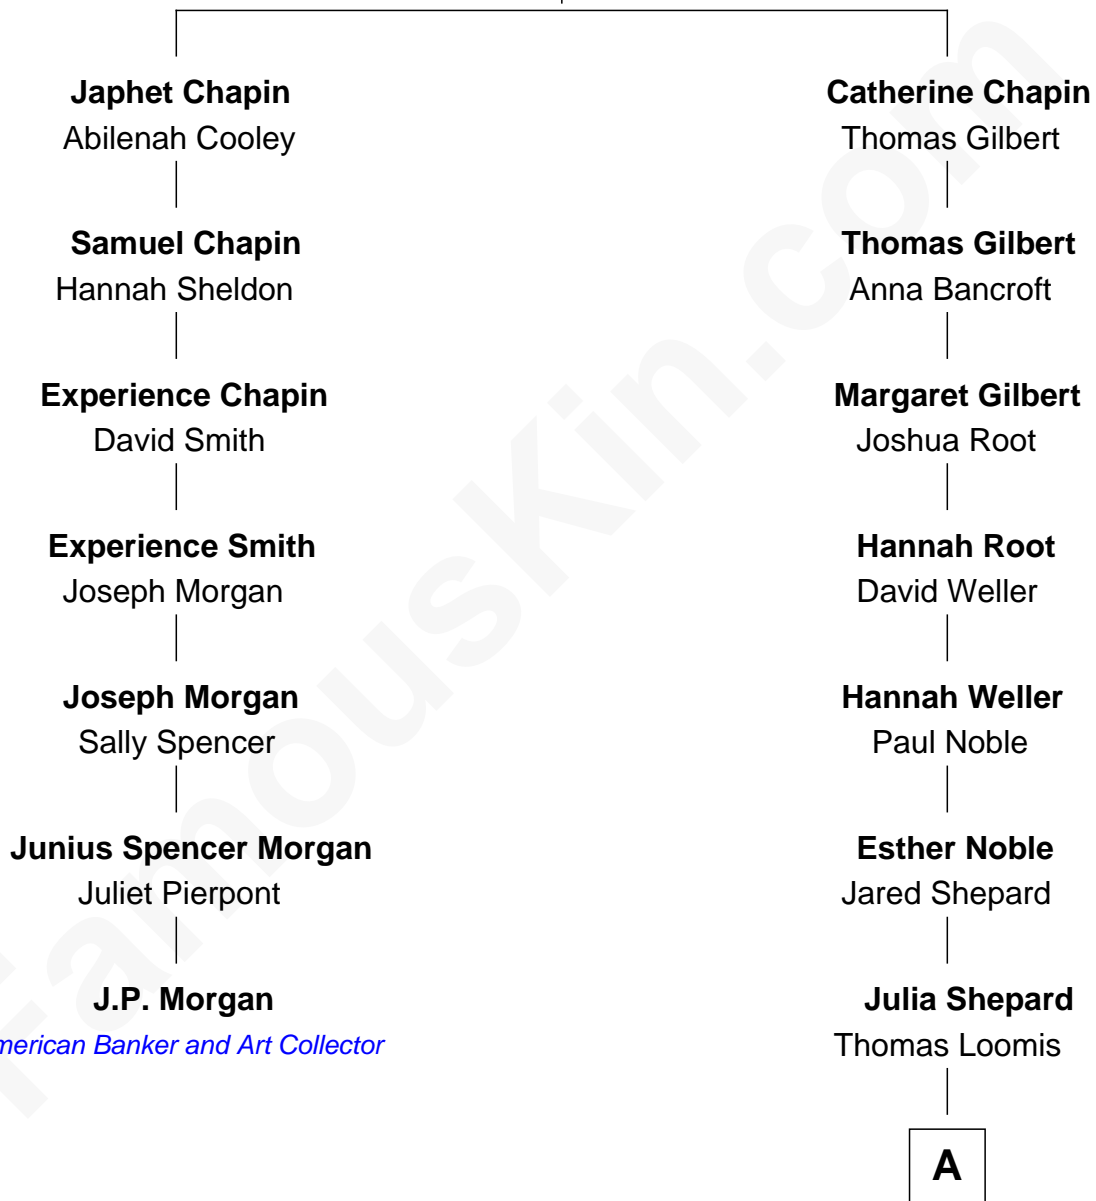 Japhet Chapin
Abilenah Cooley
Samuel Chapin
Hannah Sheldon
Experience Chapin
David Smith
Experience Smith
Joseph Morgan
Joseph Morgan
Sally Spencer
Junius Spencer Morgan
Juliet Pierpont
J.P. Morgan
merican Banker and Art Collector
Catherine Chapin
Thomas Gilbert
Thomas Gilbert
Anna Bancroft
Margaret Gilbert
Joshua Root
Hannah Root
David Weller
Hannah Weller
Paul Noble
Esther Noble
Jared Shepard
Julia Shepard
Thomas Loomis
A
FamousKin.com